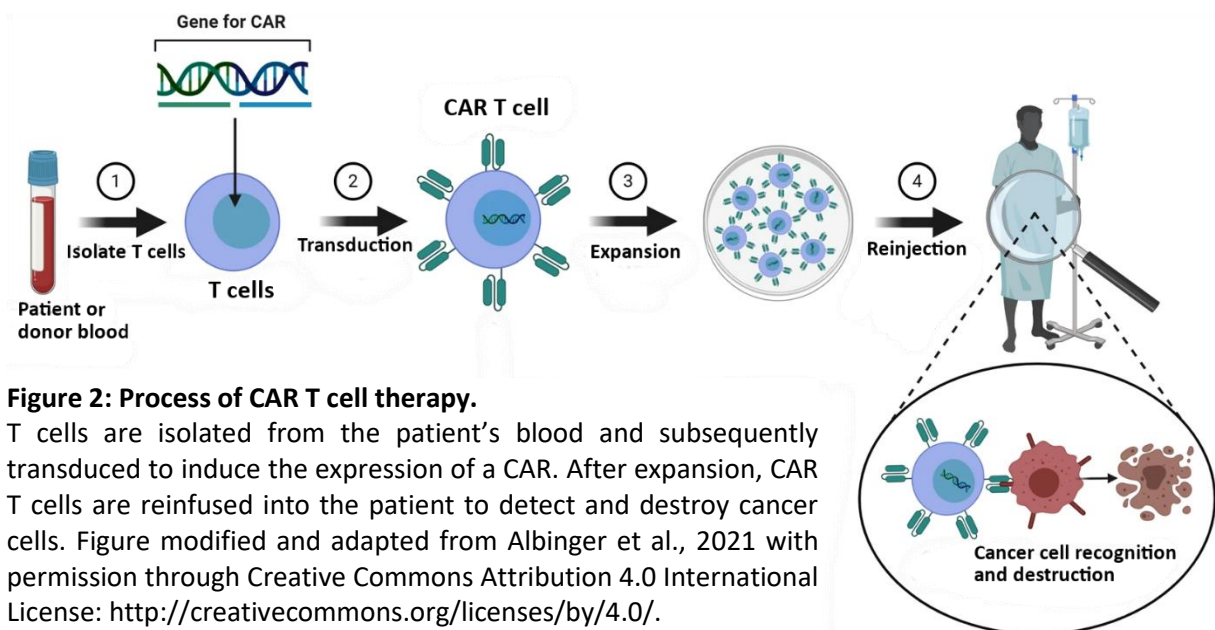 Gene for CAR
CAR T cell
1
2
3
4
Isolate T cells
Transduction
Expansion
Reinjection
T cells
Patient or
donor blood
Figure 2: Process of CAR T cell therapy.
T cells are isolated from the patient’s blood and subsequently
transduced to induce the expression of a CAR. After expansion, CAR
T cells are reinfused into the patient to detect and destroy cancer
cells. Figure modified and adapted from Albinger et al., 2021 with
permission through Creative Commons Attribution 4.0 International
License: http://creativecommons.org/licenses/by/4.0/.
Cancer cell recognition
and destruction